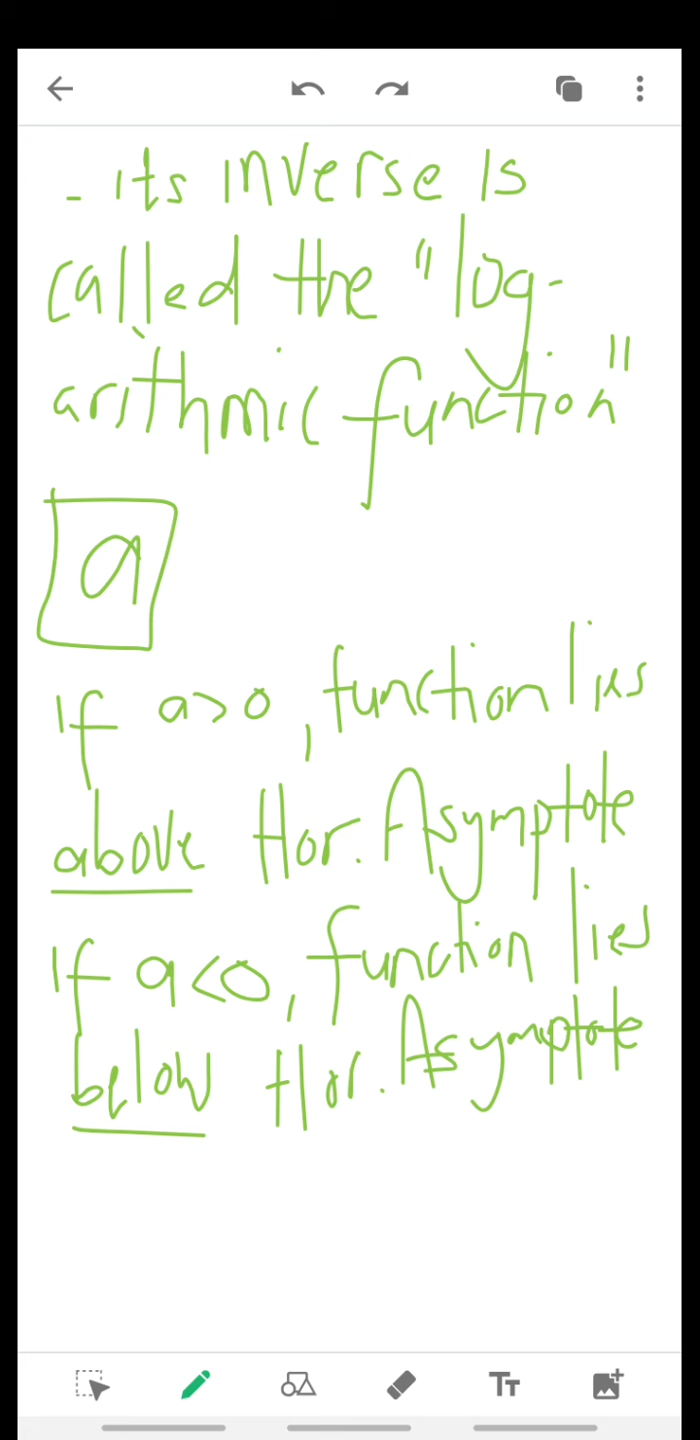 - its inverse is
called the "log-
arithmic function"
a
If a>0, function lies
above Hor. Asymptote
If a<0, function lies
below Hor. Asymptote
TT